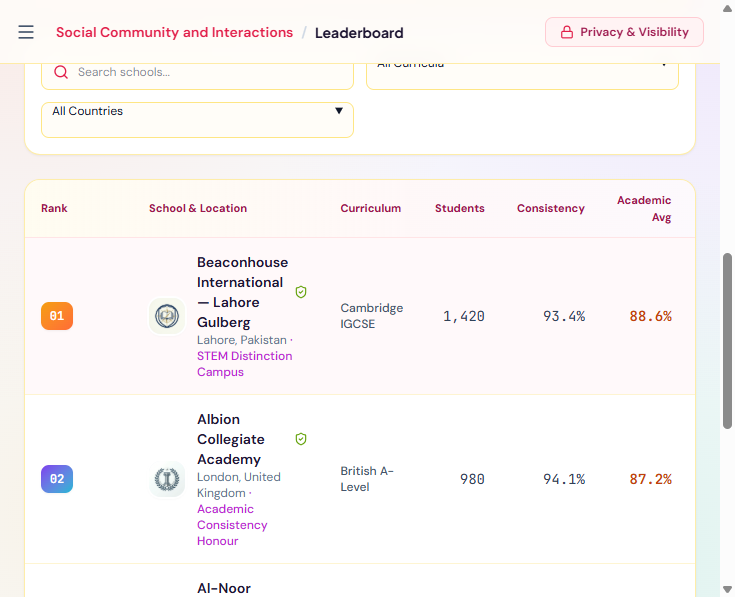 Social Community and Interactions / Leaderboard
Privacy & Visibility
Search schools...
All Curricula
All Countries
Rank
School & Location
Curriculum
Students
Consistency
Academic
Avg
01
Beaconhouse
International
— Lahore
Gulberg
Lahore, Pakistan ·
STEM Distinction
Campus
Cambridge
IGCSE
1,420
93.4%
88.6%
02
Albion
Collegiate
Academy
London, United
Kingdom ·
Academic
Consistency
Honour
British A-
Level
980
94.1%
87.2%
Al-Noor